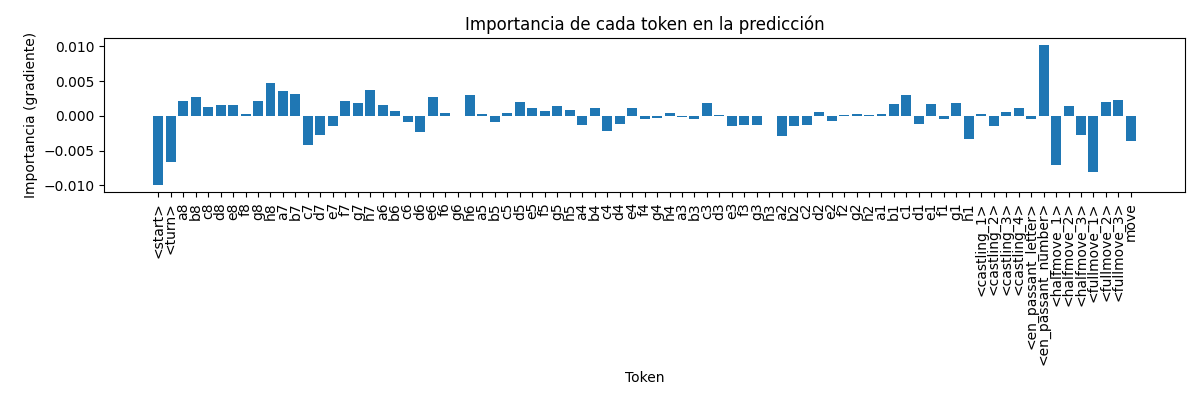 Importancia de cada token en la predicción
Importancia (gradiente)
0.010
0.005
0.000
−0.005
−0.010
<start>
<turn>
a8
b8
c8
d8
e8
f8
g8
h8
a7
b7
c7
d7
e7
f7
g7
h7
a6
b6
c6
d6
e6
f6
g6
h6
a5
b5
c5
d5
e5
f5
g5
h5
a4
b4
c4
d4
e4
f4
g4
h4
a3
b3
c3
d3
e3
f3
g3
h3
a2
b2
c2
d2
e2
f2
g2
h2
a1
b1
c1
d1
e1
f1
g1
h1
<castling_1>
<castling_2>
<castling_3>
<castling_4>
<en_passant_letter>
<en_passant_number>
<halfmove_1>
<halfmove_2>
<halfmove_3>
<fullmove_1>
<fullmove_2>
<fullmove_3>
move
Token